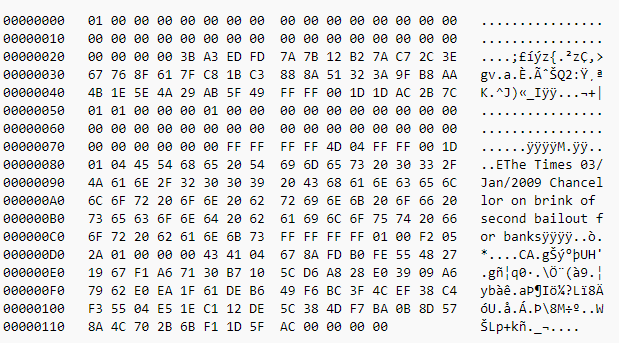 00000000 01 00 00 00 00 00 00 00 00 00 00 00 00 00 00 00 ................
00000010 00 00 00 00 00 00 00 00 00 00 00 00 00 00 00 00 ................
00000020 00 00 00 00 3B A3 ED FD 7A 7B 12 B2 7A C7 2C 3E ....;£íýz{.²zÇ,>
00000030 67 76 8F 61 7F C8 1B C3 88 8A 51 32 3A 9F B8 AA gv.a.È.ÃˆŠQ2:Ÿ¸ª
00000040 4B 1E 5E 4A 29 AB 5F 49 FF FF 00 1D 1D AC 2B 7C K.^J)«_Iÿÿ...¬+|
00000050 01 01 00 00 00 01 00 00 00 00 00 00 00 00 00 00 ................
00000060 00 00 00 00 00 00 00 00 00 00 00 00 00 00 00 00 ................
00000070 00 00 00 00 00 00 FF FF FF FF 4D 04 FF FF 00 1D ......ÿÿÿÿM.ÿÿ..
00000080 01 04 45 54 68 65 20 54 69 6D 65 73 20 30 33 2F ..EThe Times 03/
00000090 4A 61 6E 2F 32 30 30 39 20 43 68 61 6E 63 65 6C Jan/2009 Chancel
000000A0 6C 6F 72 20 6F 6E 20 62 72 69 6E 6B 20 6F 66 20 lor on brink of
000000B0 73 65 63 6F 6E 64 20 62 61 69 6C 6F 75 74 20 66 second bailout f
000000C0 6F 72 20 62 61 6E 6B 73 FF FF FF FF 01 00 F2 05 or banksÿÿÿÿ..ò.
000000D0 2A 01 00 00 00 43 41 04 67 8A FD B0 FE 55 48 27 *....CA.gŠý°þUH'
000000E0 19 67 F1 A6 71 30 B7 10 5C D6 A8 28 E0 39 09 A6 .gñ¦q0·.\Ö¨(à9.¦
000000F0 79 62 E0 EA 1F 61 DE B6 49 F6 BC 3F 4C EF 38 C4 ybàê.aÞ¶Iö¼?Lï8Ä
00000100 F3 55 04 E5 1E C1 12 DE 5C 38 4D F7 BA 0B 8D 57 óU.å.Á.Þ\8M÷º..W
00000110 8A 4C 70 2B 6B F1 1D 5F AC 00 00 00 00 ŠLp+kñ._¬....